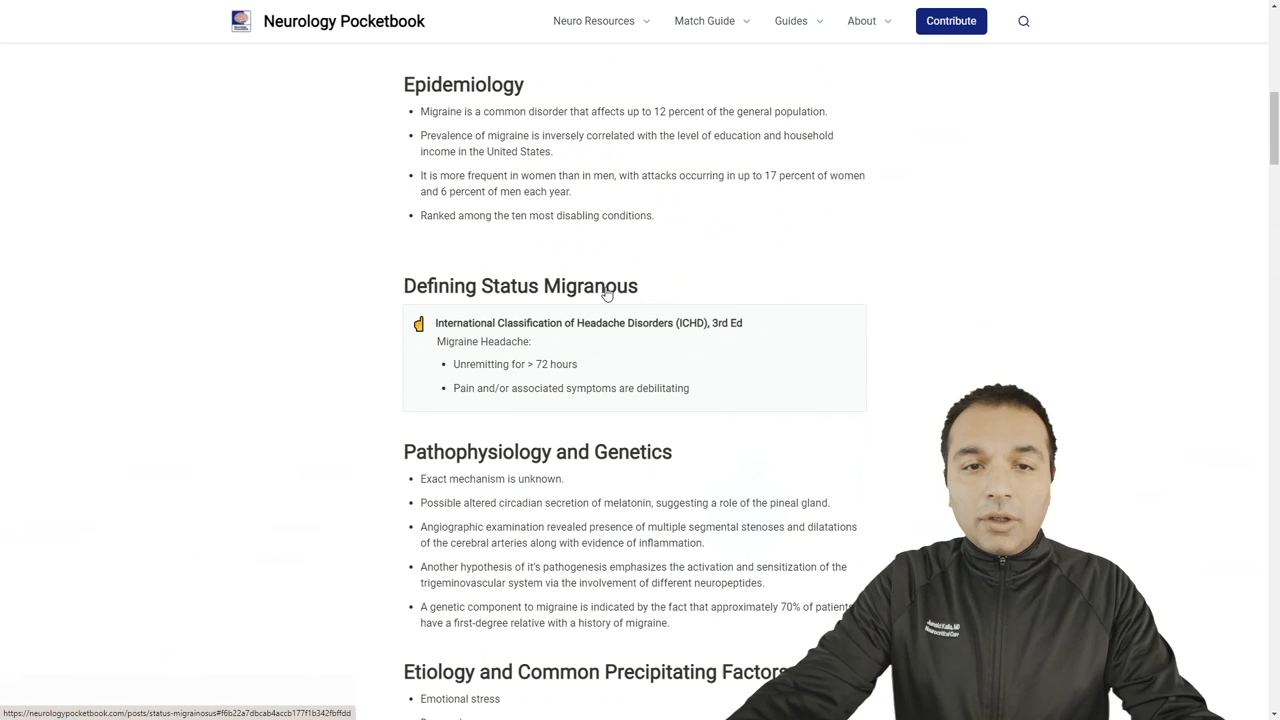 Neurology Pocketbook
Neuro Resources
Match Guide
Guides
About
Contribute
Epidemiology
Migraine is a common disorder that affects up to 12 percent of the general population.
Prevalence of migraine is inversely correlated with the level of education and household
income in the United States.
It is more frequent in women than in men, with attacks occurring in up to 17 percent of women
and 6 percent of men each year.
Ranked among the ten most disabling conditions.
Defining Status Migranous
International Classification of Headache Disorders (ICHD), 3rd Ed
Migraine Headache:
Unremitting for > 72 hours
Pain and/or associated symptoms are debilitating
Pathophysiology and Genetics
Exact mechanism is unknown.
Possible altered circadian secretion of melatonin, suggesting a role of the pineal gland.
Angiographic examination revealed presence of multiple segmental stenoses and dilatations
of the cerebral arteries along with evidence of inflammation.
Another hypothesis of it's pathogenesis emphasizes the activation and sensitization of the
trigeminovascular system via the involvement of different neuropeptides.
A genetic component to migraine is indicated by the fact that approximately 70% of patients
have a first-degree relative with a history of migraine.
Etiology and Common Precipitating Factors
Emotional stress
https://neurologypocketbook.com/posts/status-migrainosus#f6b22a7dbcab4accb177f1b342fbffdd